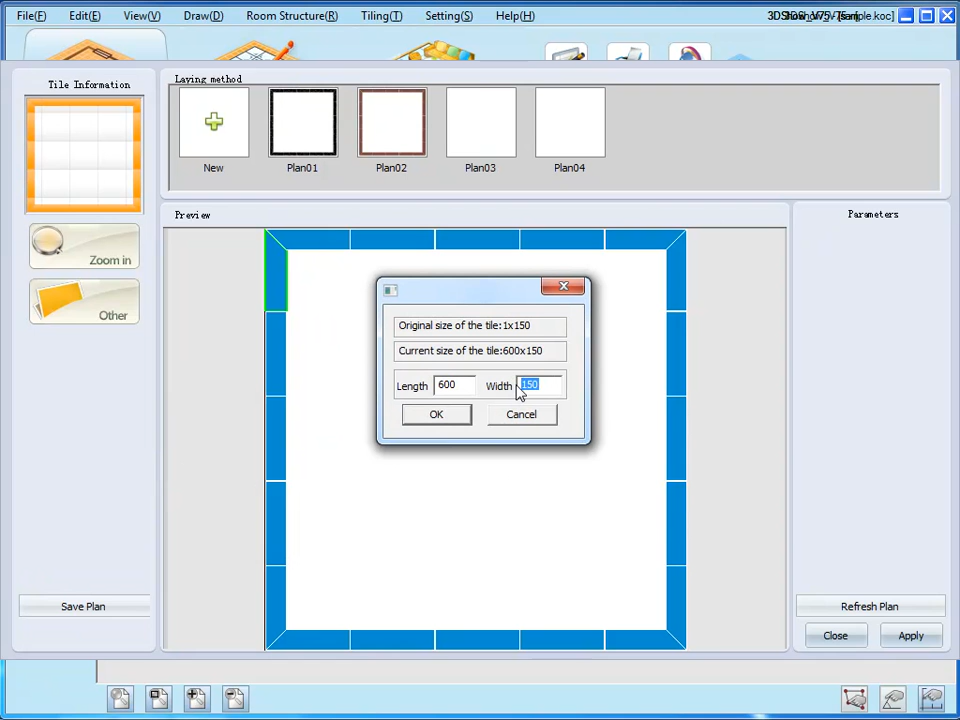 File(F) Edit(E) View(V) Draw(D) Room Structure(R) Tiling(T) Setting(S) Help(H)
Tile Information
Laying method
New Plan01 Plan02 Plan03 Plan04
Zoom in
Other
Preview
Parameters
Original size of the tile:1x150
Current size of the tile:600x150
Length 600 Width 150
OK Cancel
Save Plan
Refresh Plan
Close Apply